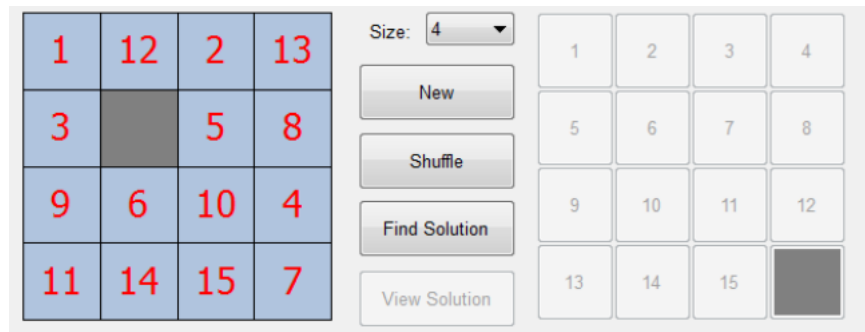 1 12 2 13
3 5 8
9 6 10 4
11 14 15 7
Size: 4
New
Shuffle
Find Solution
View Solution
1 2 3 4
5 6 7 8
9 10 11 12
13 14 15